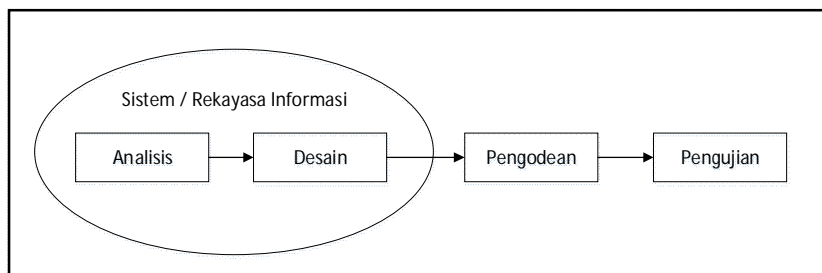 Sistem / Rekayasa Informasi
Analisis
Desain
Pengodean
Pengujian